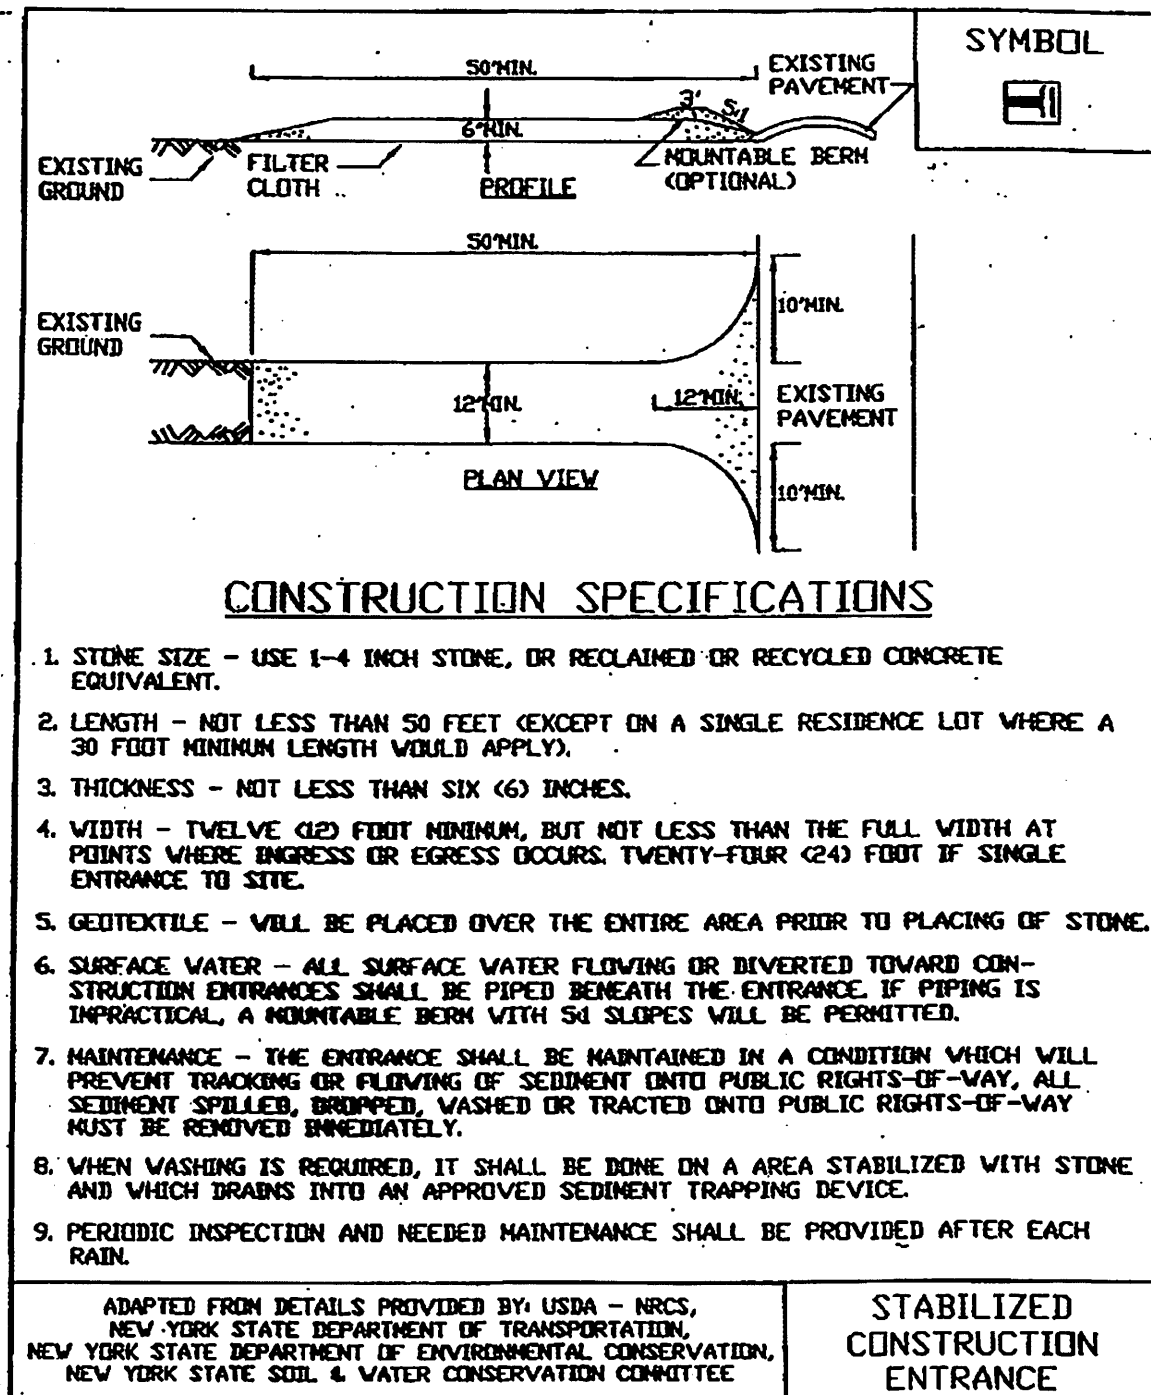 SYMBOL
50'MIN.
EXISTING
PAVEMENT
3'
5:1
6"MIN.
EXISTING
GROUND
FILTER
CLOTH
PROFILE
MOUNTABLE BERM
(OPTIONAL)
50'MIN.
10'MIN.
EXISTING
GROUND
12'MIN.
12'MIN.
EXISTING
PAVEMENT
PLAN VIEW
10'MIN.
CONSTRUCTION SPECIFICATIONS
1. STONE SIZE - USE 1-4 INCH STONE, OR RECLAIMED OR RECYCLED CONCRETE
EQUIVALENT.
2. LENGTH - NOT LESS THAN 50 FEET (EXCEPT ON A SINGLE RESIDENCE LOT WHERE A
30 FOOT MINIMUM LENGTH WOULD APPLY).
3. THICKNESS - NOT LESS THAN SIX (6) INCHES.
4. WIDTH - TWELVE (12) FOOT MINIMUM, BUT NOT LESS THAN THE FULL WIDTH AT
POINTS WHERE INGRESS OR EGRESS OCCURS. TWENTY-FOUR (24) FOOT IF SINGLE
ENTRANCE TO SITE.
5. GEOTEXTILE - WILL BE PLACED OVER THE ENTIRE AREA PRIOR TO PLACING OF STONE.
6. SURFACE WATER - ALL SURFACE WATER FLOWING OR DIVERTED TOWARD CON-
STRUCTION ENTRANCES SHALL BE PIPED BENEATH THE ENTRANCE. IF PIPING IS
IMPRACTICAL, A MOUNTABLE BERM WITH 5:1 SLOPES WILL BE PERMITTED.
7. MAINTENANCE - THE ENTRANCE SHALL BE MAINTAINED IN A CONDITION WHICH WILL
PREVENT TRACKING OR FLOWING OF SEDIMENT ONTO PUBLIC RIGHTS-OF-WAY, ALL
SEDIMENT SPILLED, DROPPED, WASHED OR TRACTED ONTO PUBLIC RIGHTS-OF-WAY
MUST BE REMOVED IMMEDIATELY.
8. WHEN WASHING IS REQUIRED, IT SHALL BE DONE ON A AREA STABILIZED WITH STONE
AND WHICH DRAINS INTO AN APPROVED SEDIMENT TRAPPING DEVICE.
9. PERIODIC INSPECTION AND NEEDED MAINTENANCE SHALL BE PROVIDED AFTER EACH
RAIN.
ADAPTED FROM DETAILS PROVIDED BY: USDA - NRCS,
NEW YORK STATE DEPARTMENT OF TRANSPORTATION,
NEW YORK STATE DEPARTMENT OF ENVIRONMENTAL CONSERVATION,
NEW YORK STATE SOIL & WATER CONSERVATION COMMITTEE
STABILIZED
CONSTRUCTION
ENTRANCE